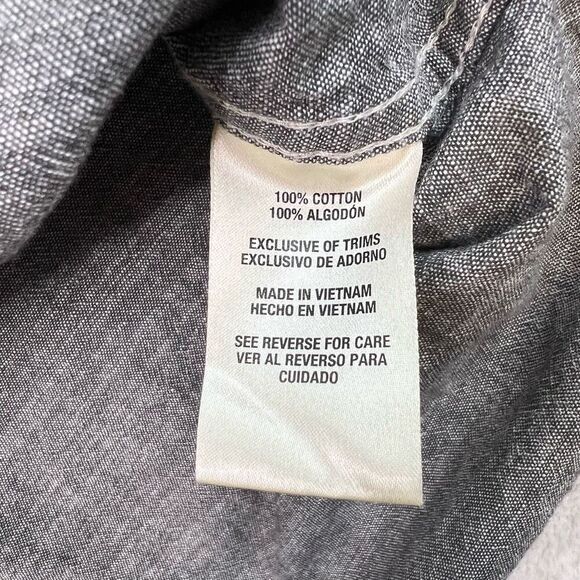 100% COTTON
100% ALGODÓN
EXCLUSIVE OF TRIMS
EXCLUSIVO DE ADORNO
MADE IN VIETNAM
HECHO EN VIETNAM
SEE REVERSE FOR CARE
VER AL REVERSO PARA
CUIDADO